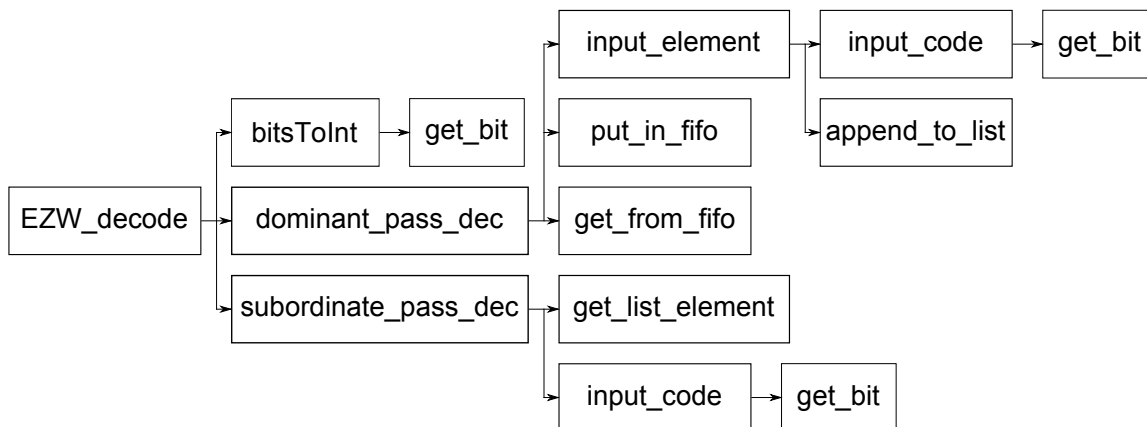 input_element
input_code
get_bit
bitsToInt
get_bit
put_in_fifo
append_to_list
EZW_decode
dominant_pass_dec
get_from_fifo
subordinate_pass_dec
get_list_element
input_code
get_bit